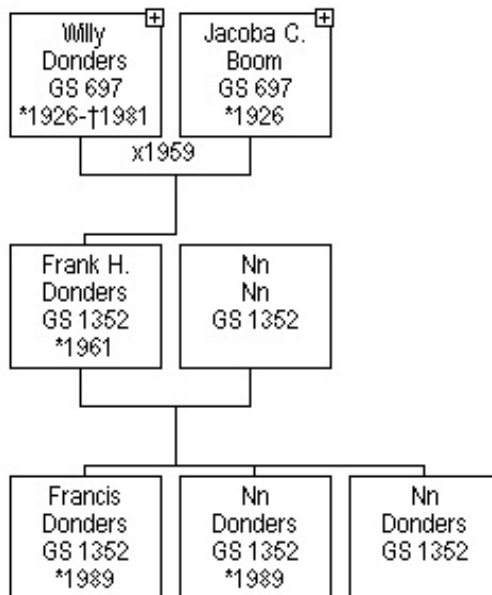 Willy
Donders
GS 697
*1926-†1981
Jacoba C.
Boom
GS 697
*1926
x1959
Frank H.
Donders
GS 1352
*1961
Nn
Nn
GS 1352
Francis
Donders
GS 1352
*1989
Nn
Donders
GS 1352
*1989
Nn
Donders
GS 1352